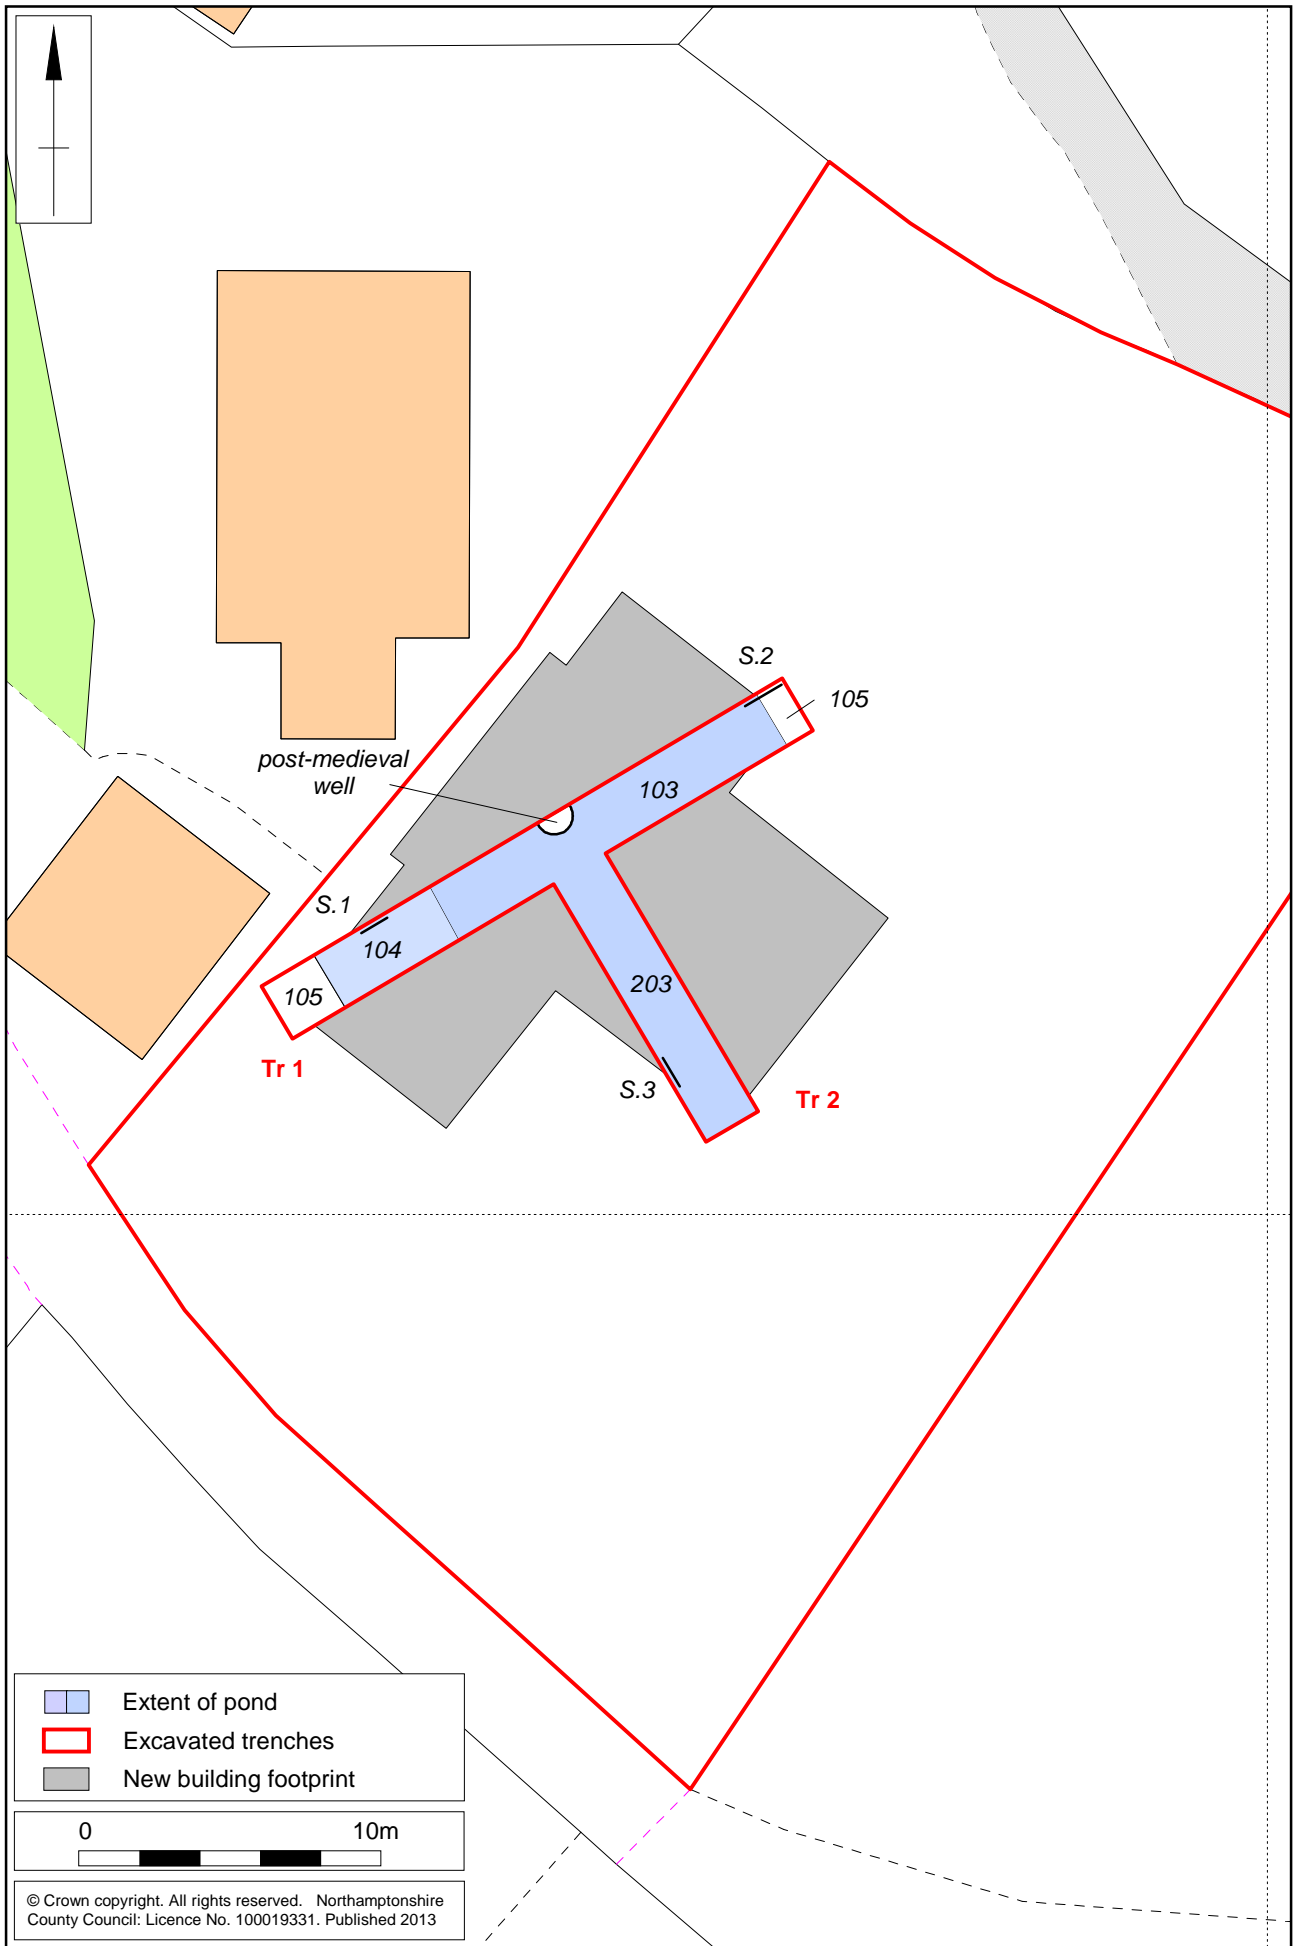 S.2
105
post-medieval
well
103
S.1
104
105
203
Tr 1
S.3
Tr 2
Extent of pond
Excavated trenches
New building footprint
0 10m
© Crown copyright. All rights reserved. Northamptonshire
County Council: Licence No. 100019331. Published 2013